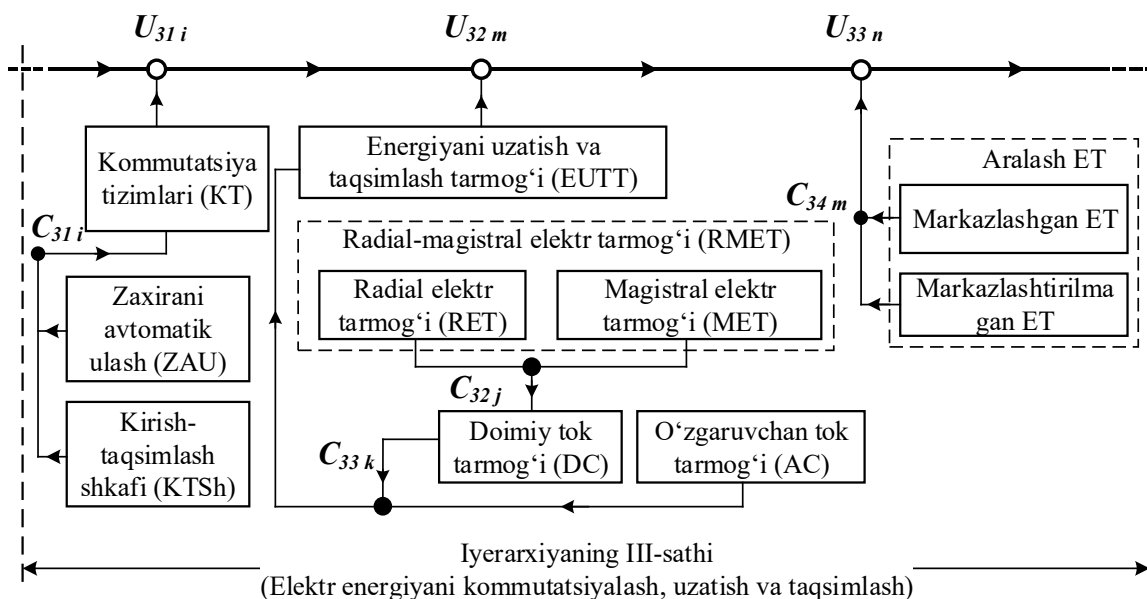 U31 i
U32 m
U33 n
Kommutatsiya
tizimlari (KT)
Energiyani uzatish va
taqsimlash tarmog‘i (EUTT)
Aralash ET
C34 m
Markazlashgan ET
Markazlashtirilma
gan ET
C31 i
Radial-magistral elektr tarmog‘i (RMET)
Radial elektr
tarmog‘i (RET)
Magistral elektr
tarmog‘i (MET)
Zaxirani
avtomatik
ulash (ZAU)
C32 j
Kirish-
taqsimlash
shkafi (KTSh)
C33 k
Doimiy tok
tarmog‘i (DC)
O‘zgaruvchan tok
tarmog‘i (AC)
Iyerarxiyaning III-sathi
(Elektr energiyani kommutatsiyalash, uzatish va taqsimlash)